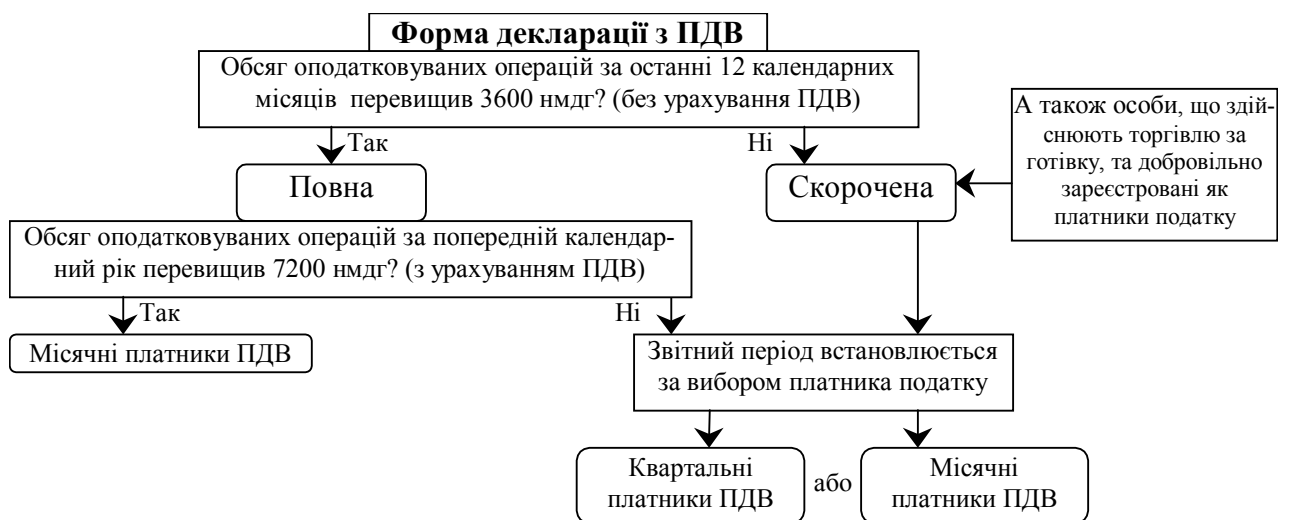 Форма декларації з ПДВ
Обсяг оподатковуваних операцій за останні 12 календарних
місяців перевищив 3600 нмдг? (без урахування ПДВ)
А також особи, що здій-
снюють торгівлю за
готівку, та добровільно
зареєстровані як
платники податку
Так
Ні
Повна
Скорочена
Обсяг оподатковуваних операцій за попередній календар-
ний рік перевищив 7200 нмдг? (з урахуванням ПДВ)
Так
Ні
Місячні платники ПДВ
Звітний період встановлюється
за вибором платника податку
Квартальні
платники ПДВ
або
Місячні
платники ПДВ